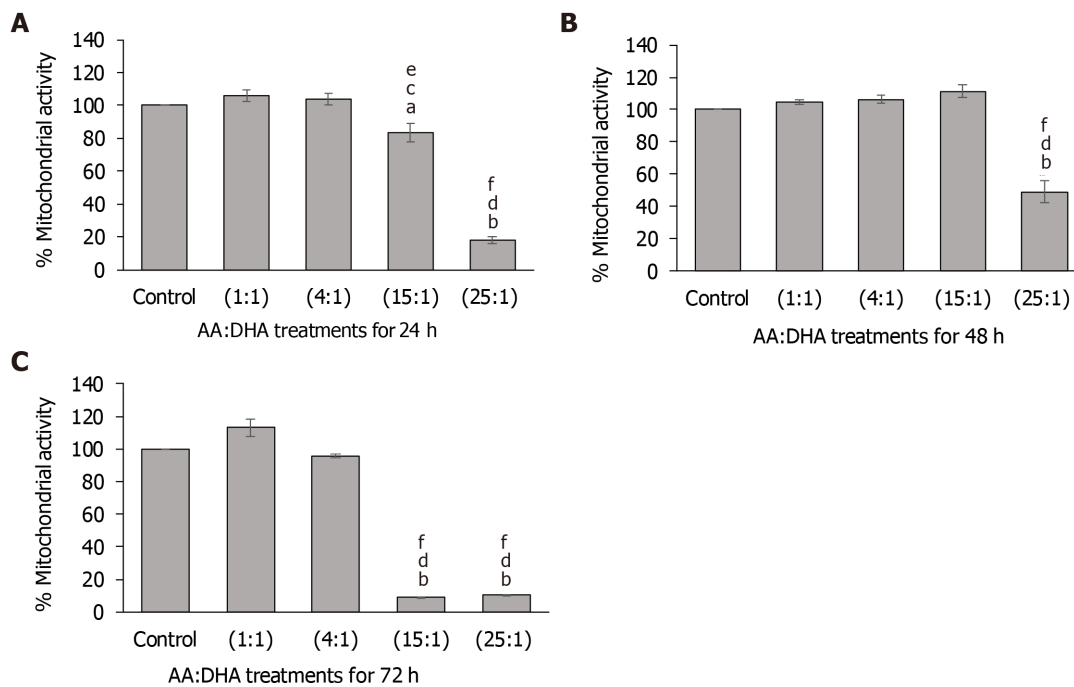 A
% Mitochondrial activity
140
120
100
80
60
40
20
0
e
c
a
f
d
b
Control (1:1) (4:1) (15:1) (25:1)
AA:DHA treatments for 24 h
B
% Mitochondrial activity
140
120
100
80
60
40
20
0
f
d
b
Control (1:1) (4:1) (15:1) (25:1)
AA:DHA treatments for 48 h
C
% Mitochondrial activity
140
120
100
80
60
40
20
0
f
d
b
f
d
b
Control (1:1) (4:1) (15:1) (25:1)
AA:DHA treatments for 72 h